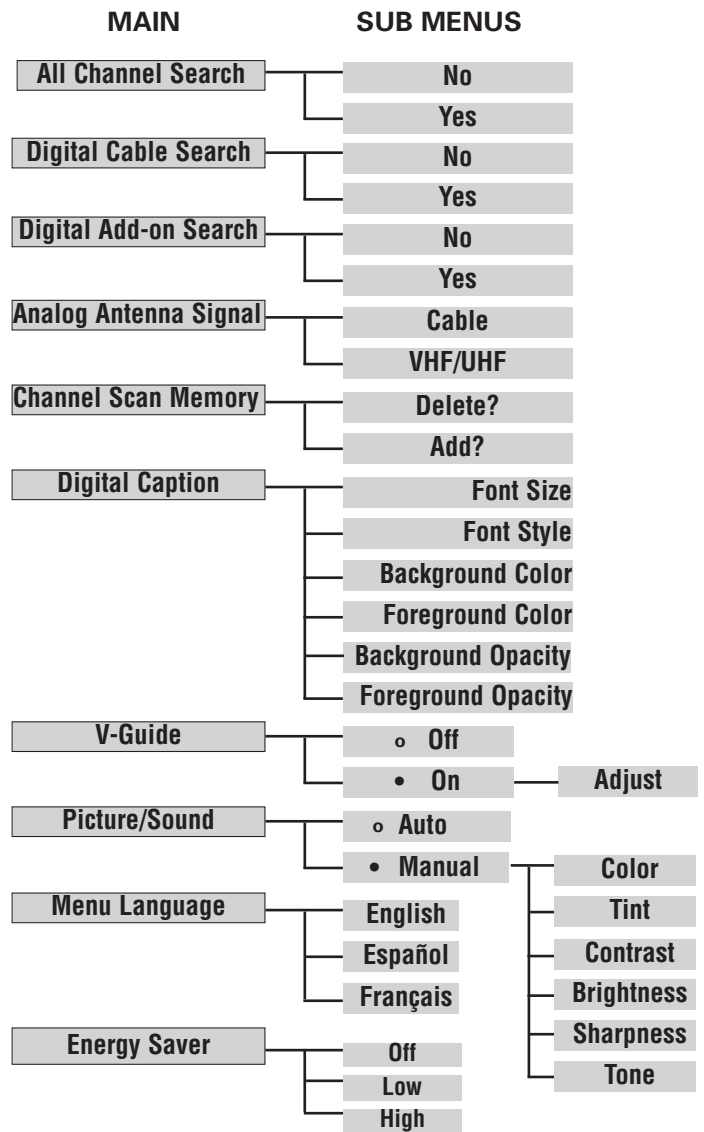 MAIN SUB MENUS
All Channel Search No
Yes
Digital Cable Search No
Yes
Digital Add-on Search No
Yes
Analog Antenna Signal Cable
VHF/UHF
Channel Scan Memory Delete?
Add?
Digital Caption Font Size
Font Style
Background Color
Foreground Color
Background Opacity
Foreground Opacity
V-Guide o Off
• On Adjust
Picture/Sound o Auto
• Manual Color
Tint
Contrast
Brightness
Sharpness
Tone
Menu Language English
Español
Français
Energy Saver Off
Low
High